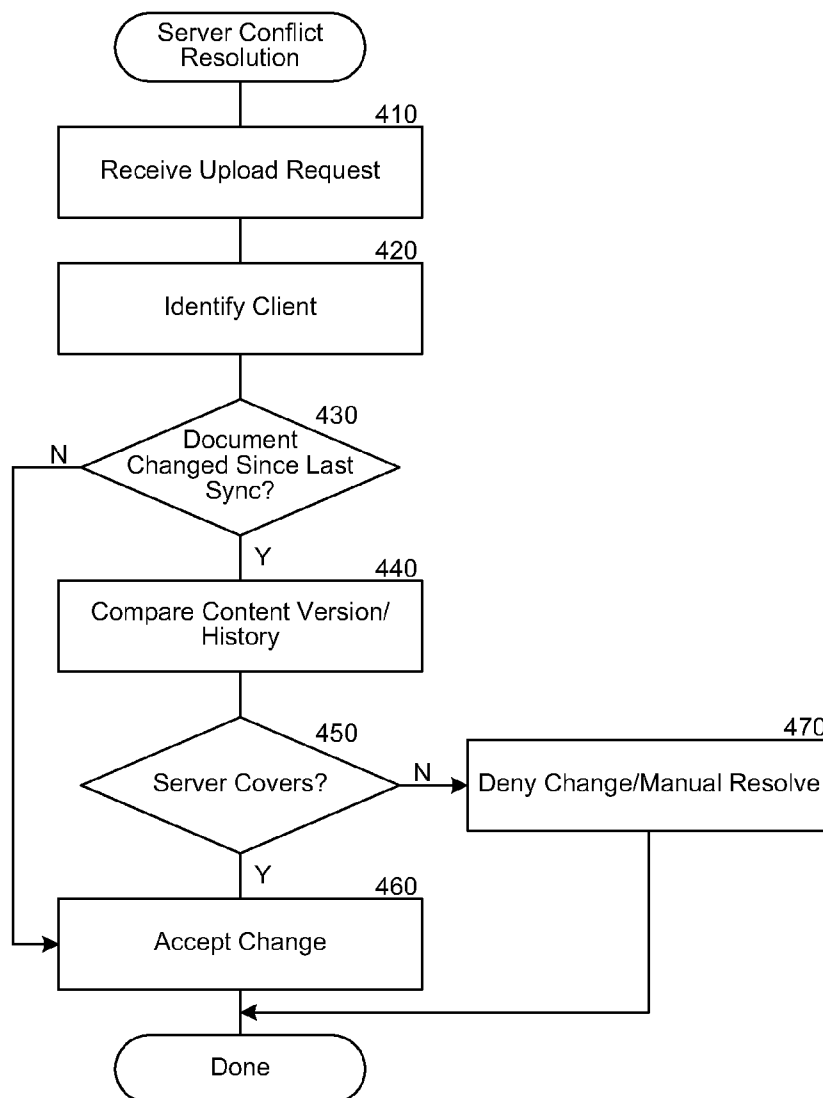 Server Conflict
Resolution
410
Receive Upload Request
420
Identify Client
430
Document
Changed Since Last
Sync?
N
Y
440
Compare Content Version/
History
450
Server Covers?
N
470
Deny Change/Manual Resolve
Y
460
Accept Change
Done